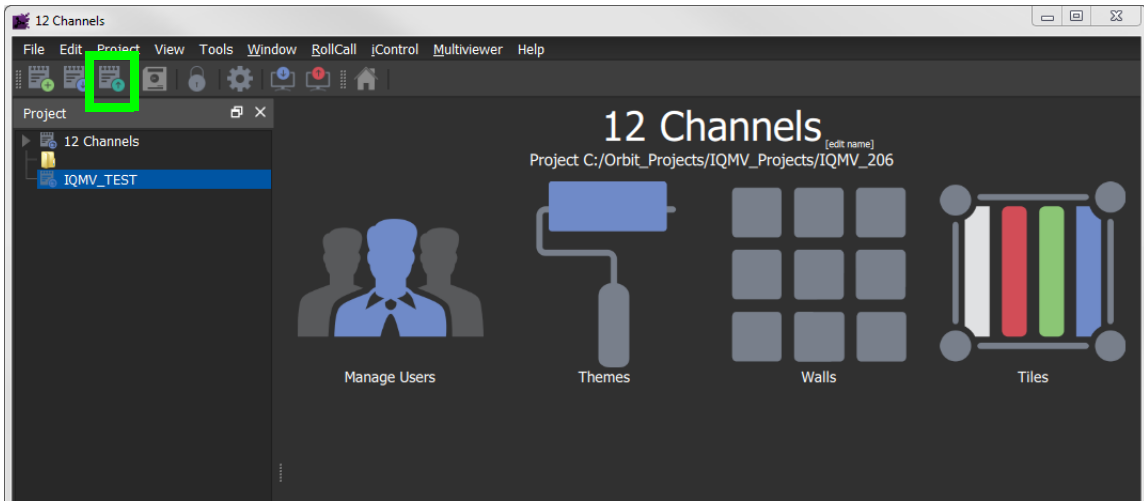 12 Channels
File Edit Project View Tools Window RollCall iControl Multiviewer Help
Project
12 Channels
IQMV_TEST
12 Channels [edit name]
Project C:/Orbit_Projects/IQMV_Projects/IQMV_206
Manage Users Themes Walls Tiles